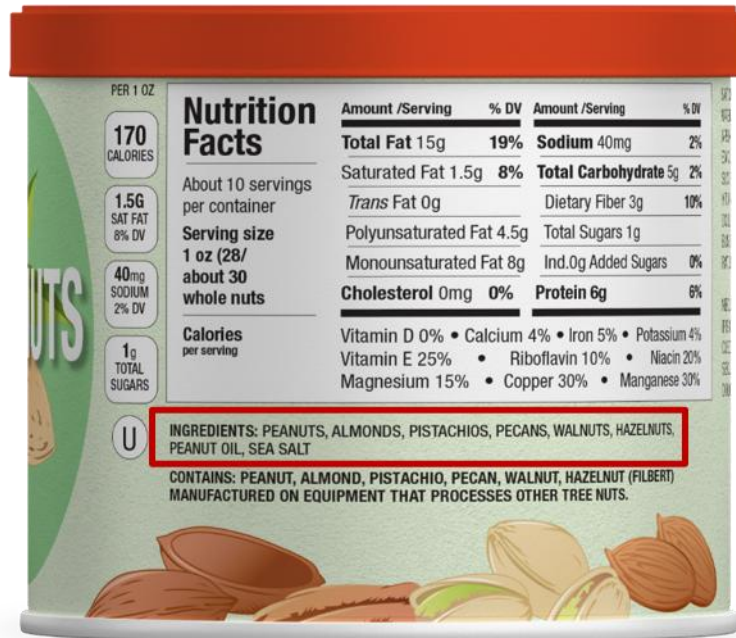 PER 1 OZ
170
CALORIES
1.5G
SAT FAT
8% DV
40mg
SODIUM
2% DV
1g
TOTAL
SUGARS
UTS
U
Nutrition
Facts
About 10 servings
per container
Serving size
1 oz (28/
about 30
whole nuts
Calories
per serving
Amount /Serving % DV
Total Fat 15g 19%
Saturated Fat 1.5g 8%
Trans Fat 0g
Polyunsaturated Fat 4.5g
Monounsaturated Fat 8g
Cholesterol 0mg 0%
Amount /Serving % DV
Sodium 40mg 2%
Total Carbohydrate 5g 2%
Dietary Fiber 3g 10%
Total Sugars 1g
Ind.0g Added Sugars 0%
Protein 6g 6%
Vitamin D 0% • Calcium 4% • Iron 5% • Potassium 4%
Vitamin E 25% • Riboflavin 10% • Niacin 20%
Magnesium 15% • Copper 30% • Manganese 30%
INGREDIENTS: PEANUTS, ALMONDS, PISTACHIOS, PECANS, WALNUTS, HAZELNUTS,
PEANUT OIL, SEA SALT
CONTAINS: PEANUT, ALMOND, PISTACHIO, PECAN, WALNUT, HAZELNUT (FILBERT)
MANUFACTURED ON EQUIPMENT THAT PROCESSES OTHER TREE NUTS.